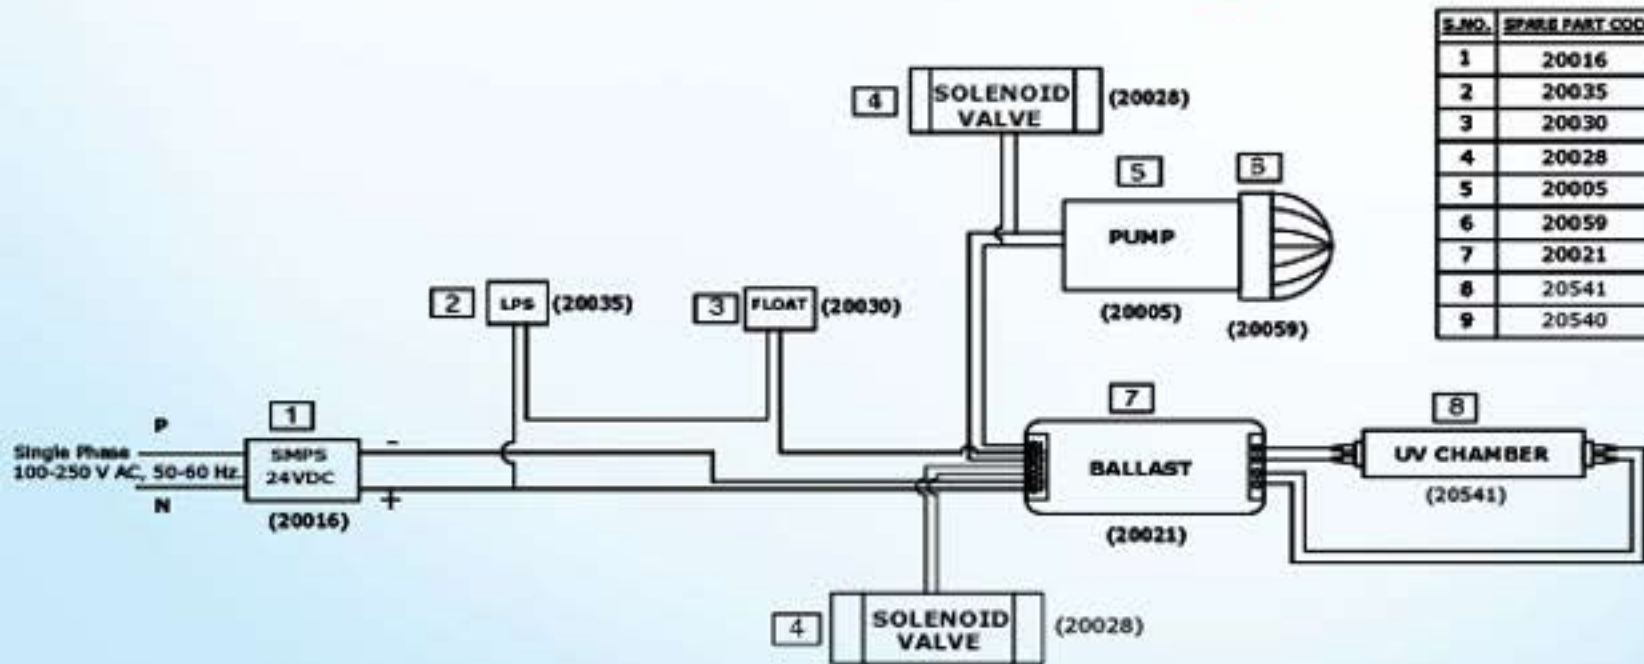 S.NO. SPARE PART COD
1 20016
2 20035
3 20030
4 20028
5 20005
6 20059
7 20021
8 20541
9 20540
4
SOLENOID
VALVE
(20028)
5
6
PUMP
(20005)
(20059)
2
LPS
(20035)
3
FLOAT
(20030)
1
P
Single Phase
100-250 V AC, 50-60 Hz.
N
SMPS
24VDC
-
+
(20016)
7
BALLAST
(20021)
8
UV CHAMBER
(20541)
4
SOLENOID
VALVE
(20028)